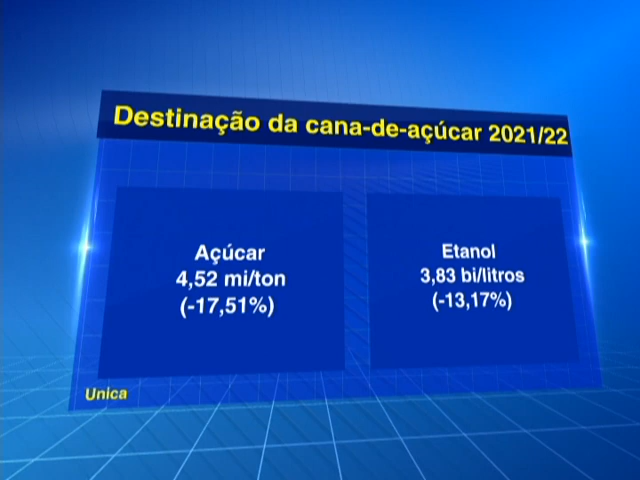 Destinação da cana-de-açúcar 2021/22
Açúcar
4,52 mi/ton
(-17,51%)
Etanol
3,83 bi/litros
(-13,17%)
Unica